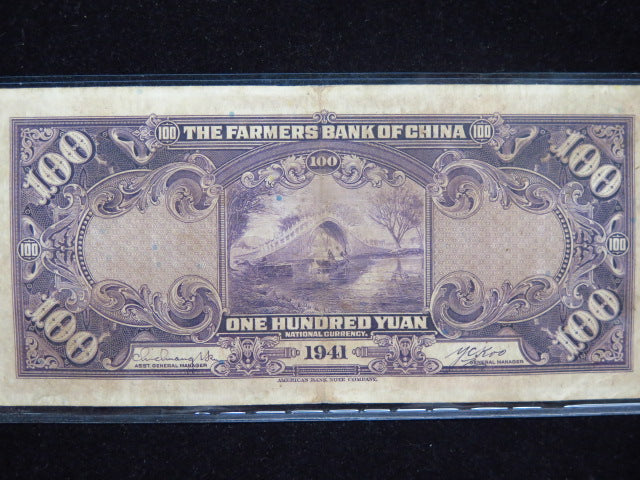 100 THE FARMERS BANK OF CHINA 100
100 100
100
100 100
ONE HUNDRED YUAN
NATIONAL CURRENCY.
100 100
1941
ASST. GENERAL MANAGER
Y C Koo
GENERAL MANAGER
AMERICAN BANK NOTE COMPANY.